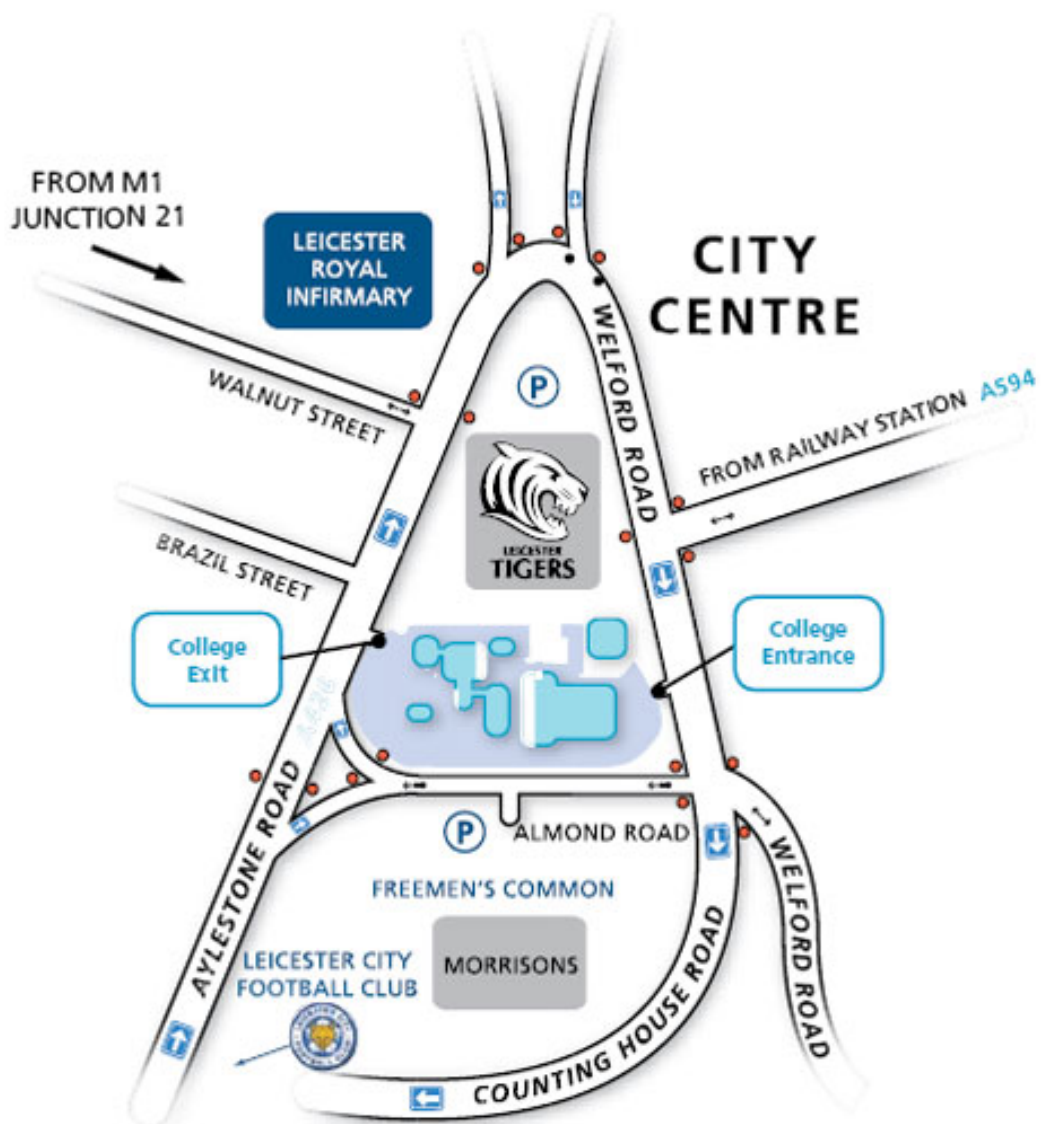 FROM M1
JUNCTION 21
LEICESTER
ROYAL
INFIRMARY
CITY
CENTRE
WALNUT STREET
P
WELFORD ROAD
FROM RAILWAY STATION A594
LEICESTER
TIGERS
BRAZIL STREET
College
Exit
College
Entrance
AYLESTONE ROAD
P
ALMOND ROAD
FREEMEN'S COMMON
MORRISONS
LEICESTER CITY
FOOTBALL CLUB
COUNTING HOUSE ROAD
WELFORD ROAD